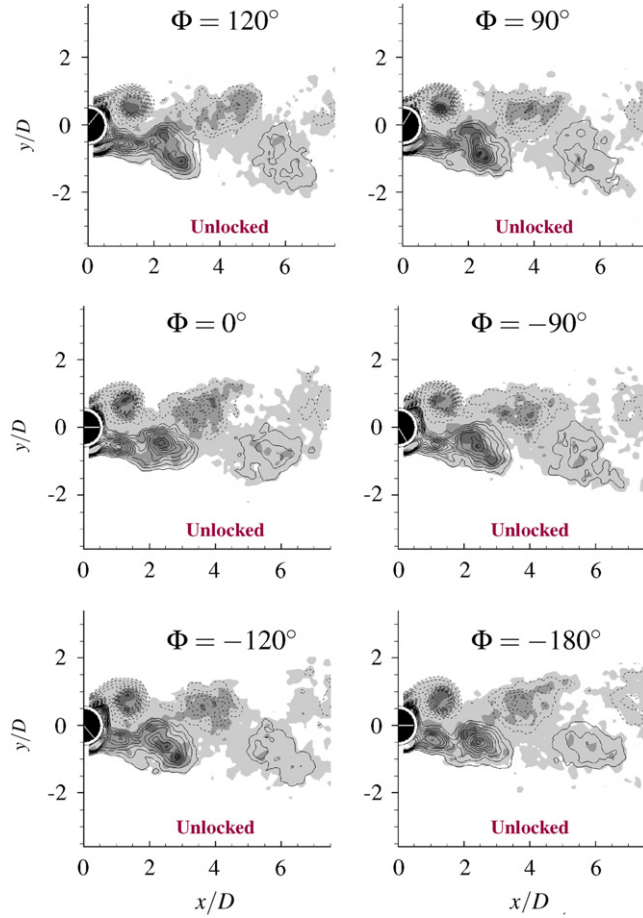 Φ = 120°
Φ = 90°
y/D
2
0
-2
2
0
-2
Unlocked
Unlocked
0 2 4 6
0 2 4 6
Φ = 0°
Φ = −90°
y/D
2
0
-2
2
0
-2
Unlocked
Unlocked
0 2 4 6
0 2 4 6
Φ = −120°
Φ = −180°
y/D
2
0
-2
2
0
-2
Unlocked
Unlocked
0 2 4 6
0 2 4 6
x/D
x/D